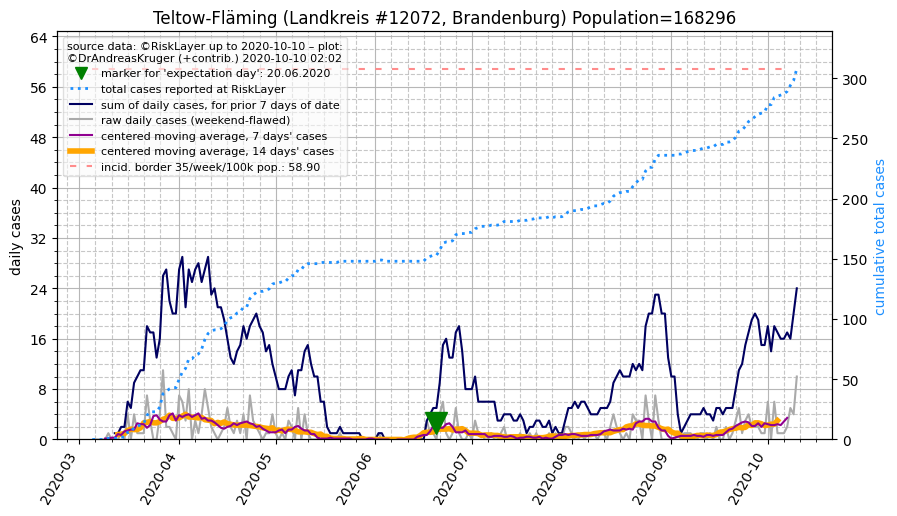 Teltow-Fläming (Landkreis #12072, Brandenburg) Population=168296
source data: ©RiskLayer up to 2020-10-10 – plot:
©DrAndreasKruger (+contrib.) 2020-10-10 02:02
marker for 'expectation day': 20.06.2020
total cases reported at RiskLayer
sum of daily cases, for prior 7 days of date
raw daily cases (weekend-flawed)
centered moving average, 7 days' cases
centered moving average, 14 days' cases
incid. border 35/week/100k pop.: 58.90
daily cases
64
56
48
40
32
24
16
8
0
cumulative total cases
300
250
200
150
100
50
0
2020-03
2020-04
2020-05
2020-06
2020-07
2020-08
2020-09
2020-10